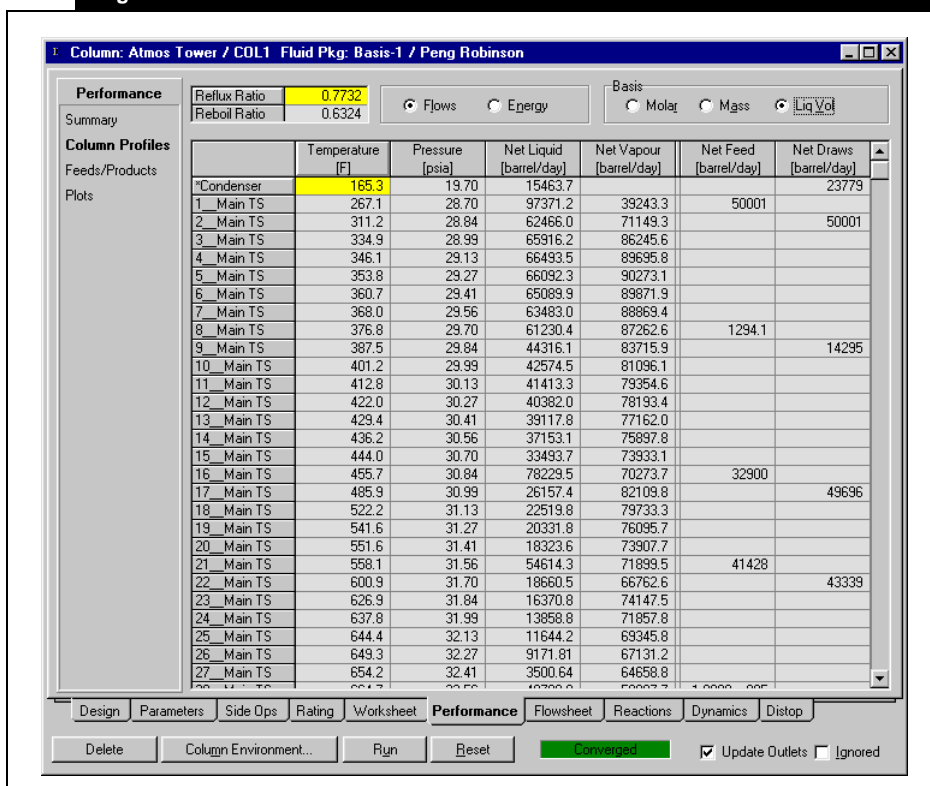 Column: Atmos Tower / COL1 Fluid Pkg: Basis-1 / Peng Robinson
Performance
Summary
Column Profiles
Feeds/Products
Plots
Reflux Ratio 0.7732
Reboil Ratio 0.6324
Flows Energy
Basis
Molar Mass Liq Vol
Temperature Pressure Net Liquid Net Vapour Net Feed Net Draws
[F] [psia] [barrel/day] [barrel/day] [barrel/day] [barrel/day]
*Condenser 165.3 19.70 15463.7 23779
1__Main TS 267.1 28.70 97371.2 39243.3 50001
2__Main TS 311.2 28.84 62466.0 71149.3 50001
3__Main TS 334.9 28.99 65916.2 86245.6
4__Main TS 346.1 29.13 66493.5 89695.8
5__Main TS 353.8 29.27 66092.3 90273.1
6__Main TS 360.7 29.41 65089.9 89871.9
7__Main TS 368.0 29.56 63483.0 88869.4
8__Main TS 376.8 29.70 61230.4 87262.6 1294.1
9__Main TS 387.5 29.84 44316.1 83715.9 14295
10__Main TS 401.2 29.99 42574.5 81096.1
11__Main TS 412.8 30.13 41413.3 79354.6
12__Main TS 422.0 30.27 40382.0 78193.4
13__Main TS 429.4 30.41 39117.8 77162.0
14__Main TS 436.2 30.56 37153.1 75897.8
15__Main TS 444.0 30.70 33493.7 73933.1
16__Main TS 455.7 30.84 78229.5 70273.7 32900
17__Main TS 485.9 30.99 26157.4 82109.8 49696
18__Main TS 522.2 31.13 22519.8 79733.3
19__Main TS 541.6 31.27 20331.8 76095.7
20__Main TS 551.6 31.41 18323.6 73907.7
21__Main TS 558.1 31.56 54614.3 71899.5 41428
22__Main TS 600.9 31.70 18660.5 66762.6 43339
23__Main TS 626.9 31.84 16370.8 74147.5
24__Main TS 637.8 31.99 13858.8 71857.8
25__Main TS 644.4 32.13 11644.2 69345.8
26__Main TS 649.3 32.27 9171.81 67131.2
27__Main TS 654.2 32.41 3500.64 64658.8
Design Parameters Side Ops Rating Worksheet Performance Flowsheet Reactions Dynamics Distop
Delete Column Environment... Run Reset Converged Update Outlets Ignored